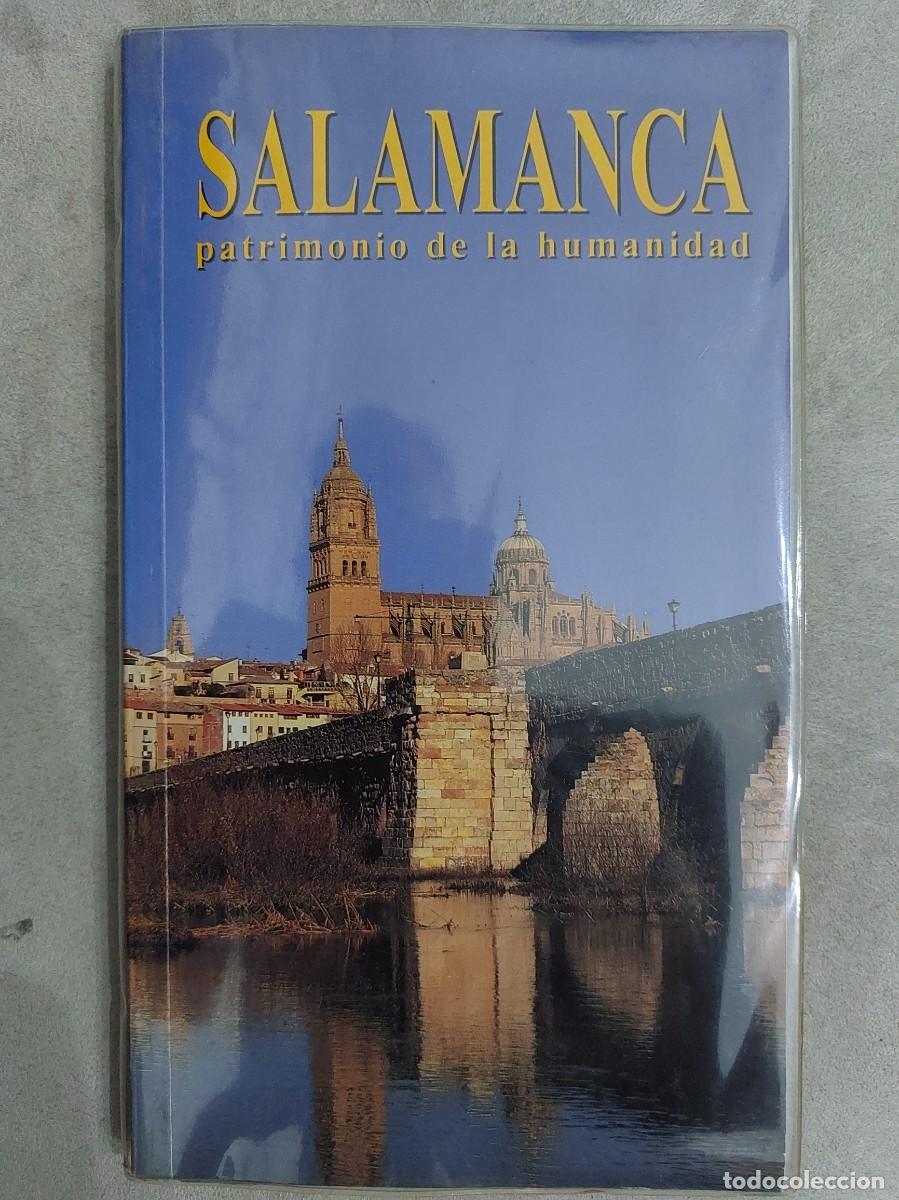 SALAMANCA
patrimonio de la humanidad
todocoleccion